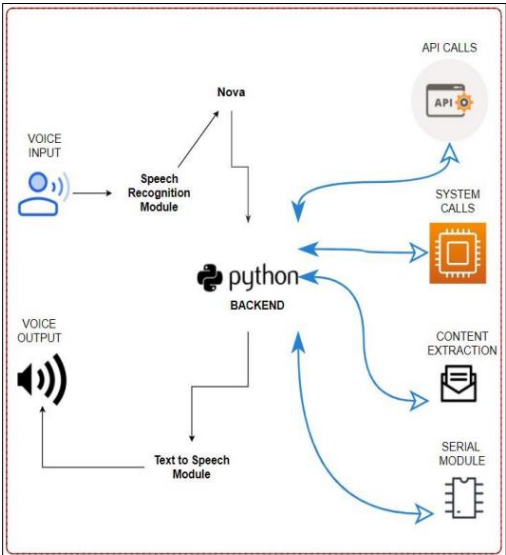 API CALLS
API
Nova
VOICE
INPUT
Speech
Recognition
Module
SYSTEM
CALLS
python
BACKEND
VOICE
OUTPUT
CONTENT
EXTRACTION
Text to Speech
Module
SERIAL
MODULE